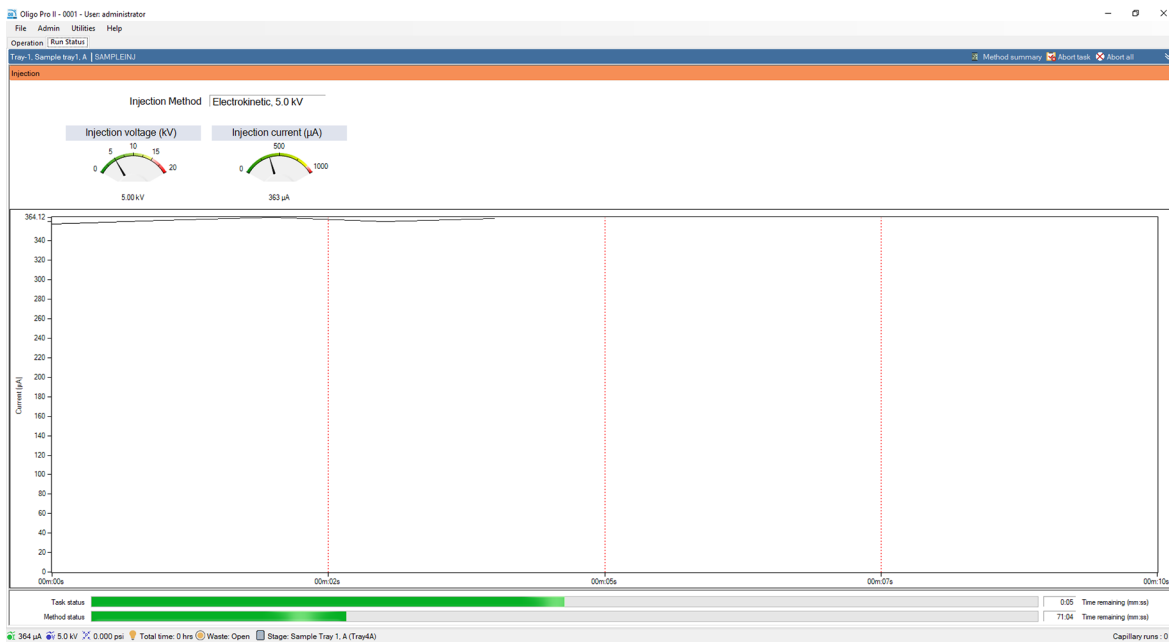 Oligo Pro II - 0001 - User: administrator
File Admin Utilities Help
Operation Run Status
Tray-1, Sample tray1, A | SAMPLEINJ Method summary Abort task Abort all
Injection
Injection Method Electrokinetic, 5.0 kV
Injection voltage (kV) Injection current (µA)
0 5 10 15 20 0 500 1000
5.00 kV 363 µA
364.12
340
320
300
280
260
240
220
200
180
160
140
120
100
80
60
40
20
0
Current (µA)
00m:00s 00m:02s 00m:05s 00m:07s 00m:10s
Task status 0:05 Time remaining (mm:ss)
Method status 71:04 Time remaining (mm:ss)
364 µA 5.0 kV 0.000 psi Total time: 0 hrs Waste: Open Stage: Sample Tray 1, A (Tray4A) Capillary runs : 0